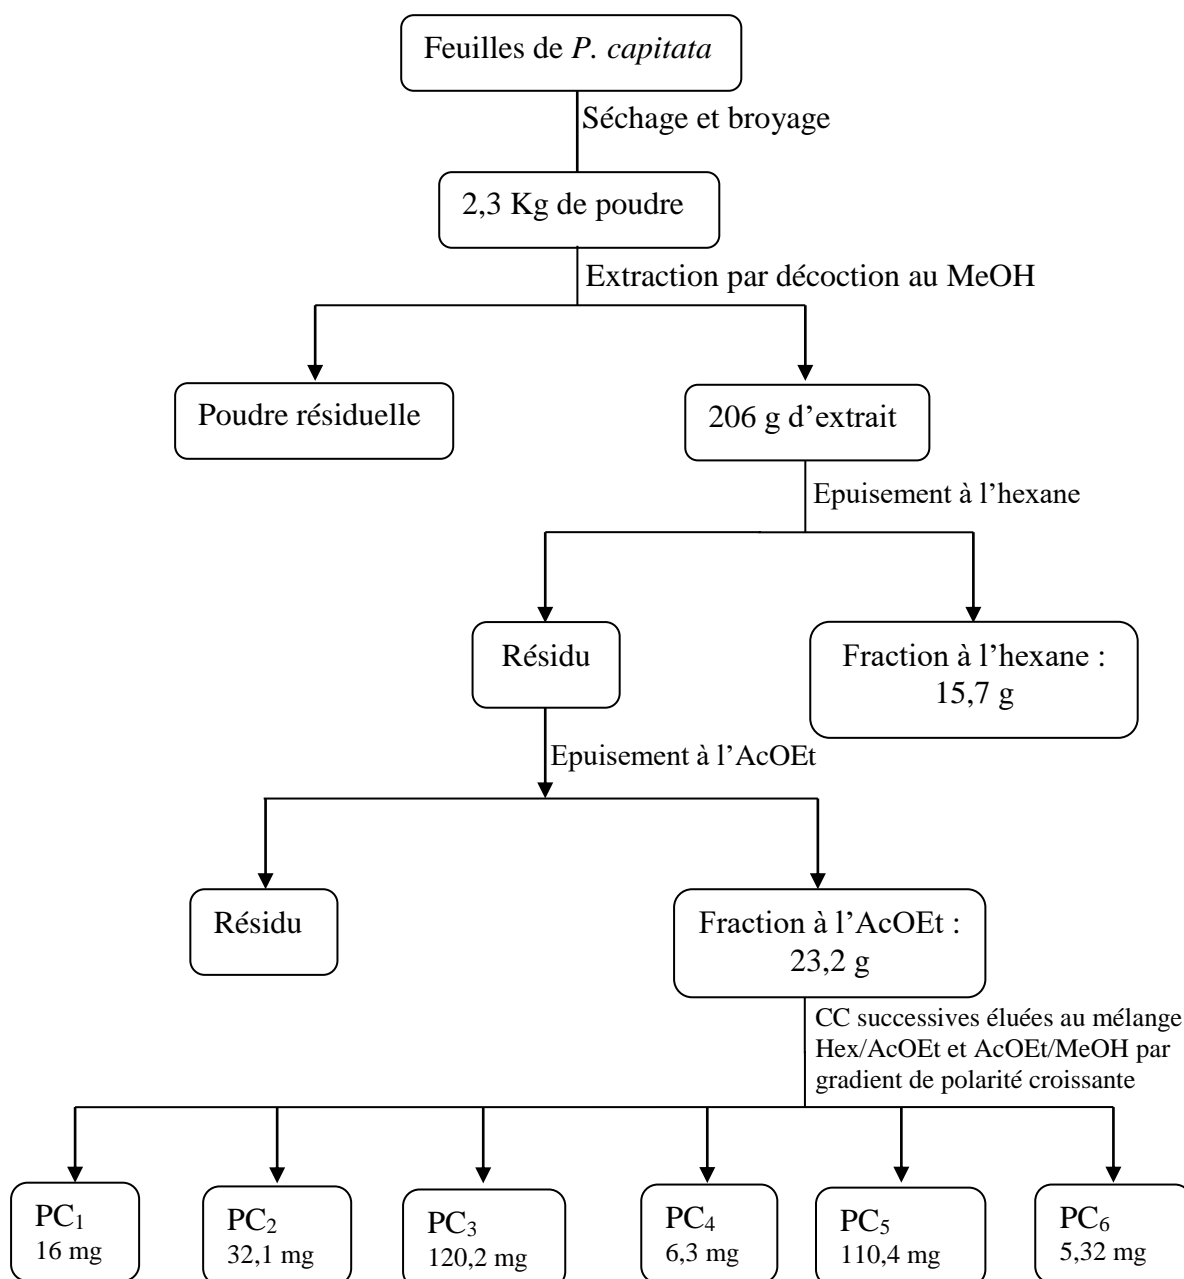 Feuilles de P. capitata
Séchage et broyage
2,3 Kg de poudre
Extraction par décoction au MeOH
Poudre résiduelle
206 g d’extrait
Epuisement à l’hexane
Résidu
Fraction à l’hexane :
15,7 g
Epuisement à l’AcOEt
Résidu
Fraction à l’AcOEt :
23,2 g
CC successives éluées au mélange
Hex/AcOEt et AcOEt/MeOH par
gradient de polarité croissante
PC₁
16 mg
PC₂
32,1 mg
PC₃
120,2 mg
PC₄
6,3 mg
PC₅
110,4 mg
PC₆
5,32 mg